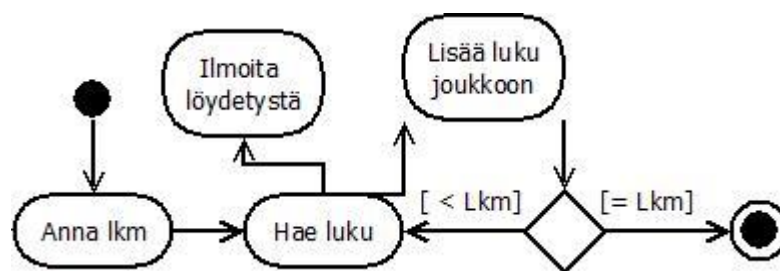 Ilmoita
löydetystä
Lisää luku
joukkoon
Anna lkm
Hae luku
[ < Lkm]
[= Lkm]